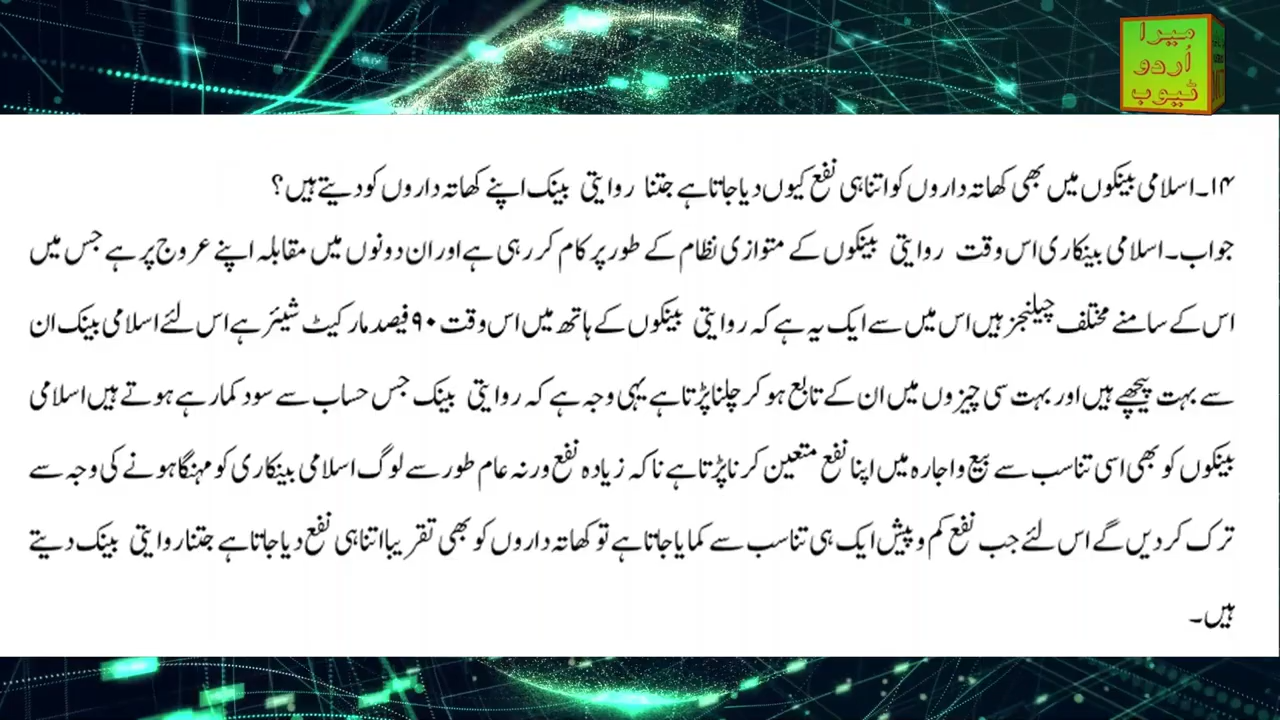 میرا
اُردو
ٹیوب
۱۴۔ اسلامی بینکوں میں بھی کھاتہ داروں کو اتنا ہی نفع کیوں دیا جاتا ہے جتنا روایتی بینک اپنے کھاتہ داروں کو دیتے ہیں؟
جواب۔ اسلامی بینکاری اس وقت روایتی بینکوں کے متوازی نظام کے طور پر کام کر رہی ہے اور ان دونوں میں مقابلہ اپنے عروج پر ہے جس میں
اس کے سامنے مختلف چیلنجز ہیں اس میں سے ایک یہ ہے کہ روایتی بینکوں کے ہاتھ میں اس وقت ۹۰ فیصد مارکیٹ شیئر ہے اس لئے اسلامی بینک ان
سے بہت پیچھے ہیں اور بہت سی چیزوں میں ان کے تابع ہو کر چلنا پڑتا ہے یہی وجہ ہے کہ روایتی بینک جس حساب سے سود کما رہے ہوتے ہیں اسلامی
بینکوں کو بھی اسی تناسب سے بیع و اجارہ میں اپنا نفع متعین کرنا پڑتا ہے نا کہ زیادہ نفع ورنہ عام طور سے لوگ اسلامی بینکاری کو مہنگا ہونے کی وجہ سے
ترک کر دیں گے اس لئے جب نفع کم و پیش ایک ہی تناسب سے کمایا جاتا ہے تو کھاتہ داروں کو بھی تقریبا اتنا ہی نفع دیا جاتا ہے جتنا روایتی بینک دیتے
ہیں۔